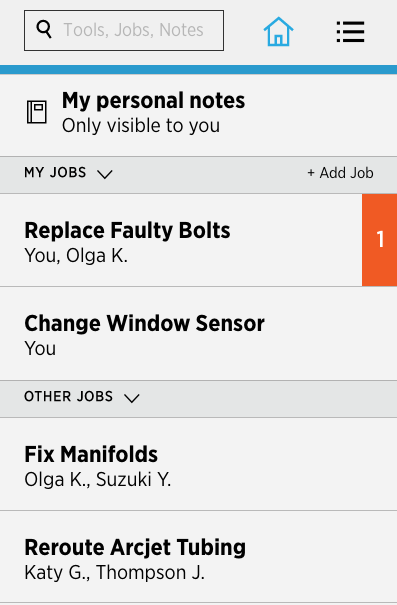 Tools, Jobs, Notes
My personal notes
Only visible to you
MY JOBS
+ Add Job
Replace Faulty Bolts
You, Olga K.
1
Change Window Sensor
You
OTHER JOBS
Fix Manifolds
Olga K., Suzuki Y.
Reroute Arcjet Tubing
Katy G., Thompson J.